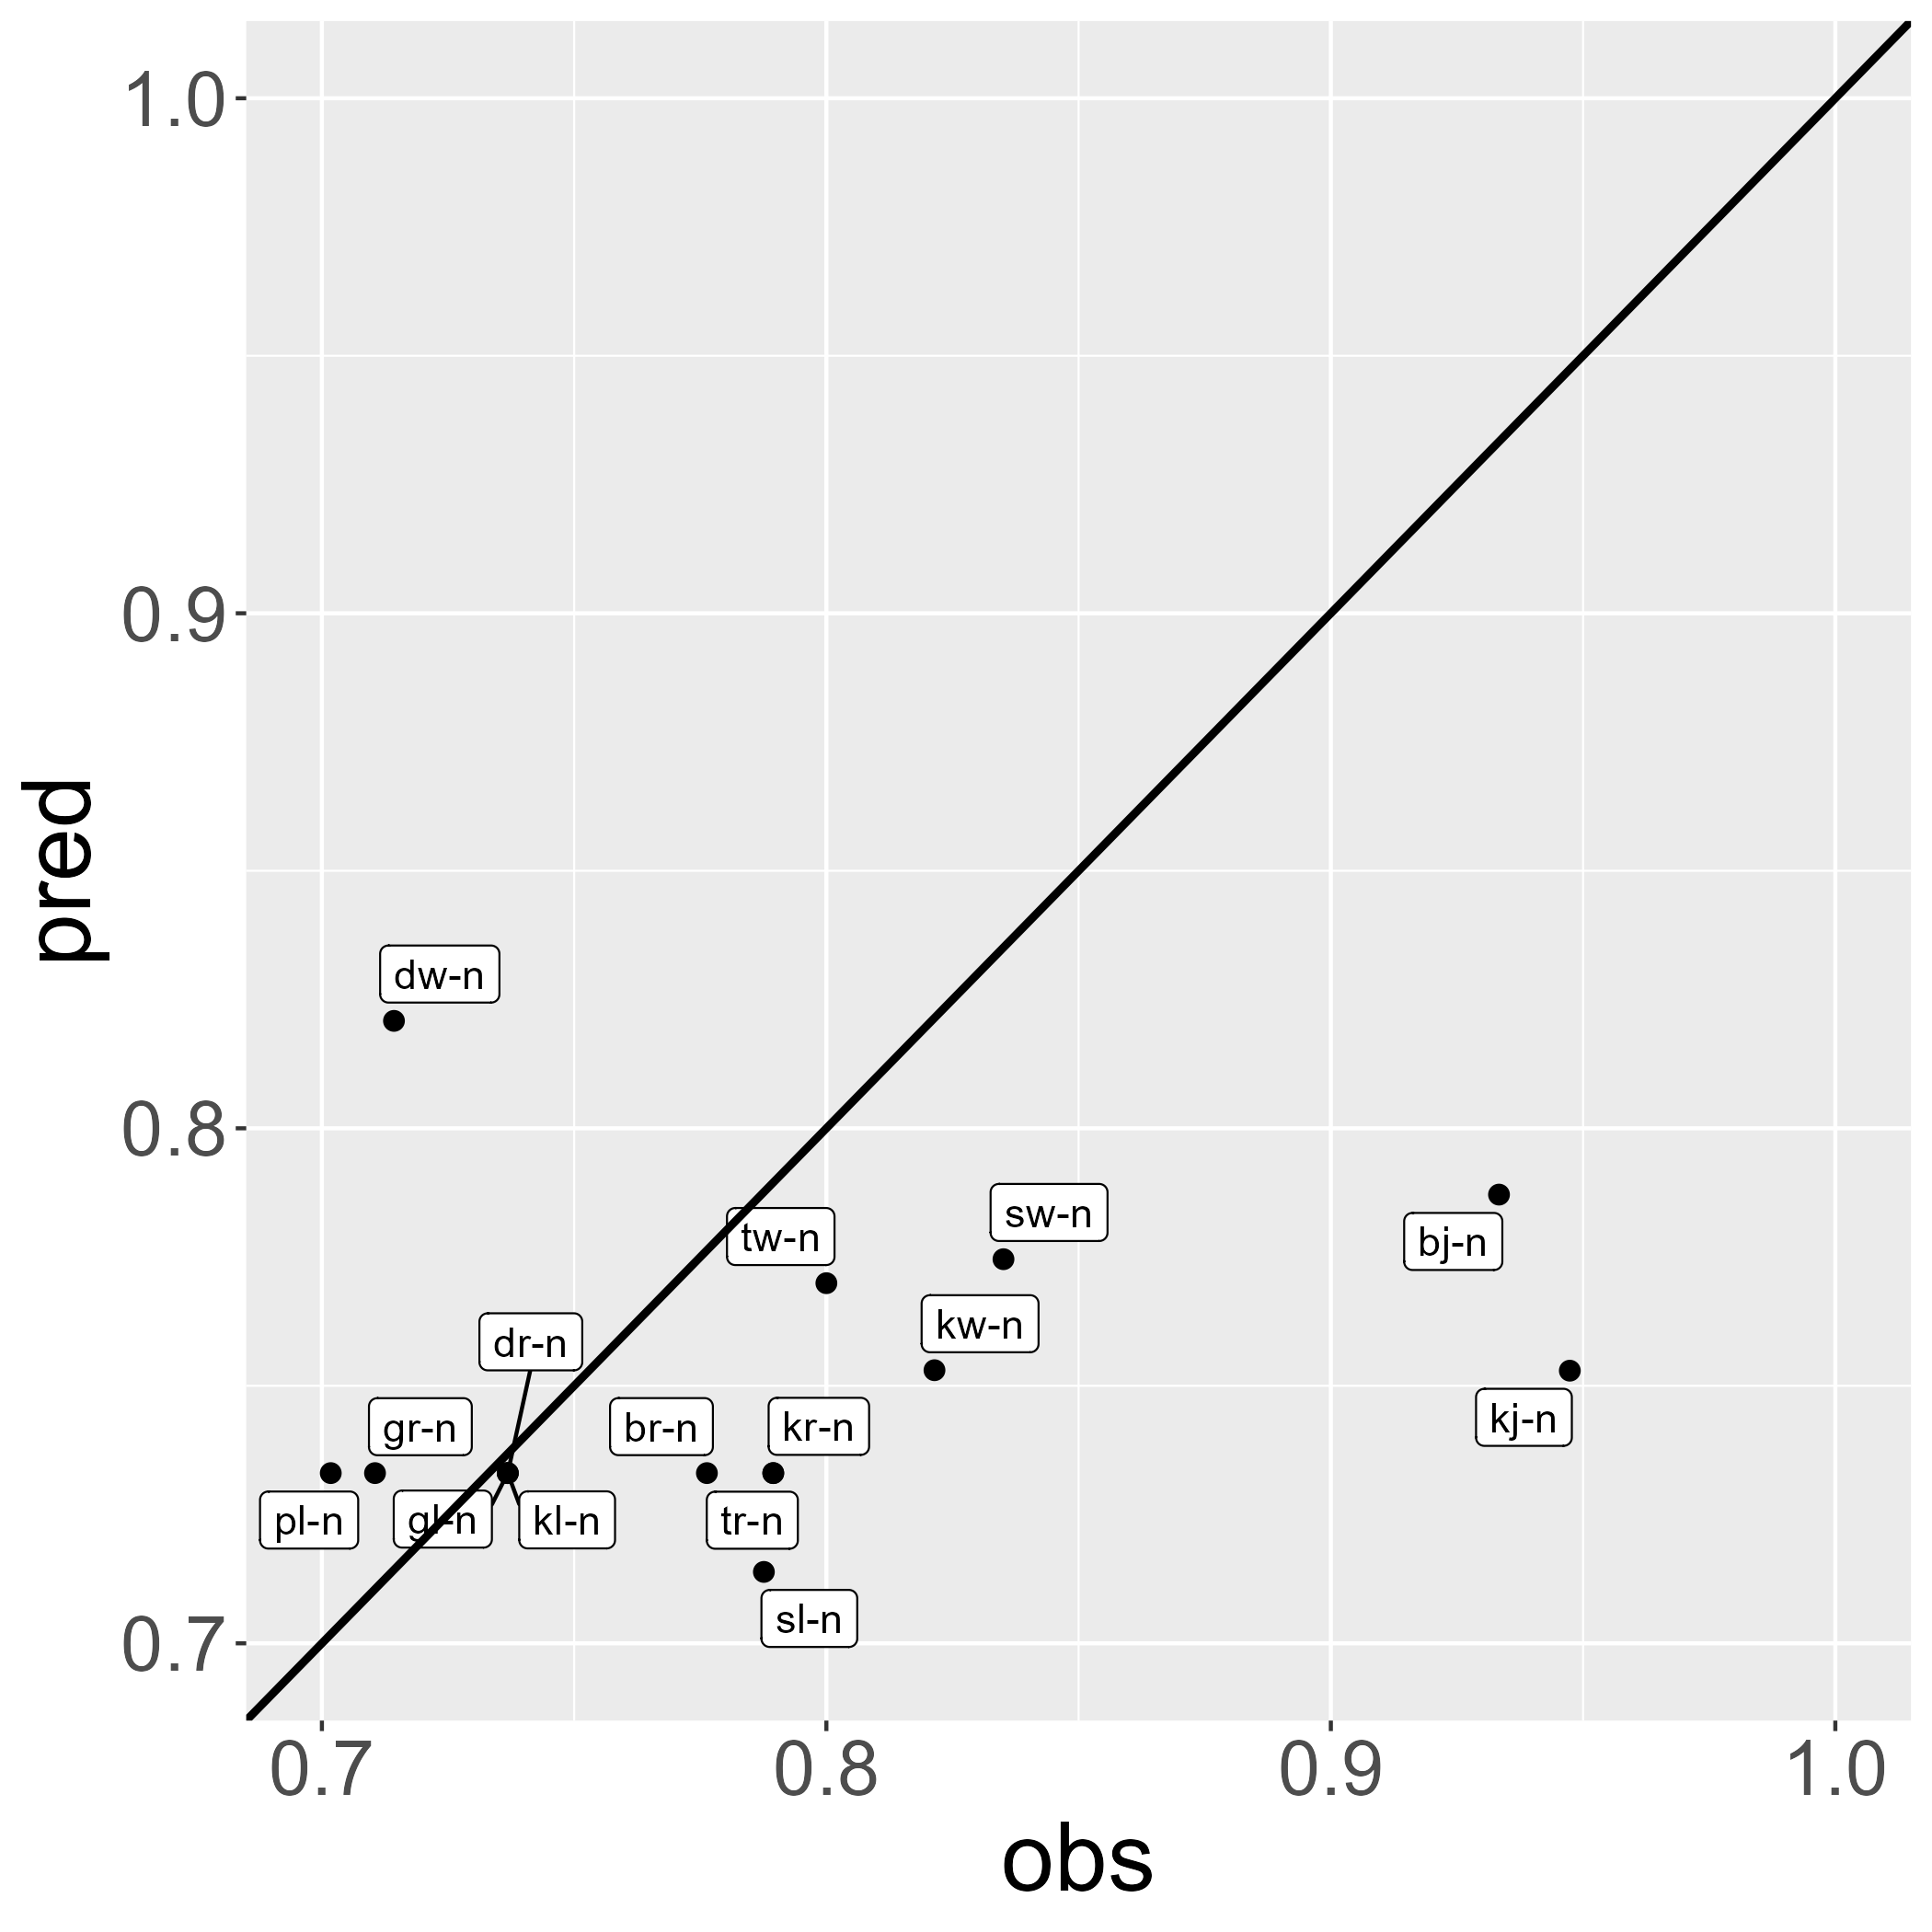 1.0
0.9
0.8
0.7
pred
dw-n
sw-n
tw-n
bj-n
kw-n
dr-n
kj-n
gr-n
br-n
kr-n
pl-n
gl-n
kl-n
tr-n
sl-n
0.7
0.8
0.9
1.0
obs